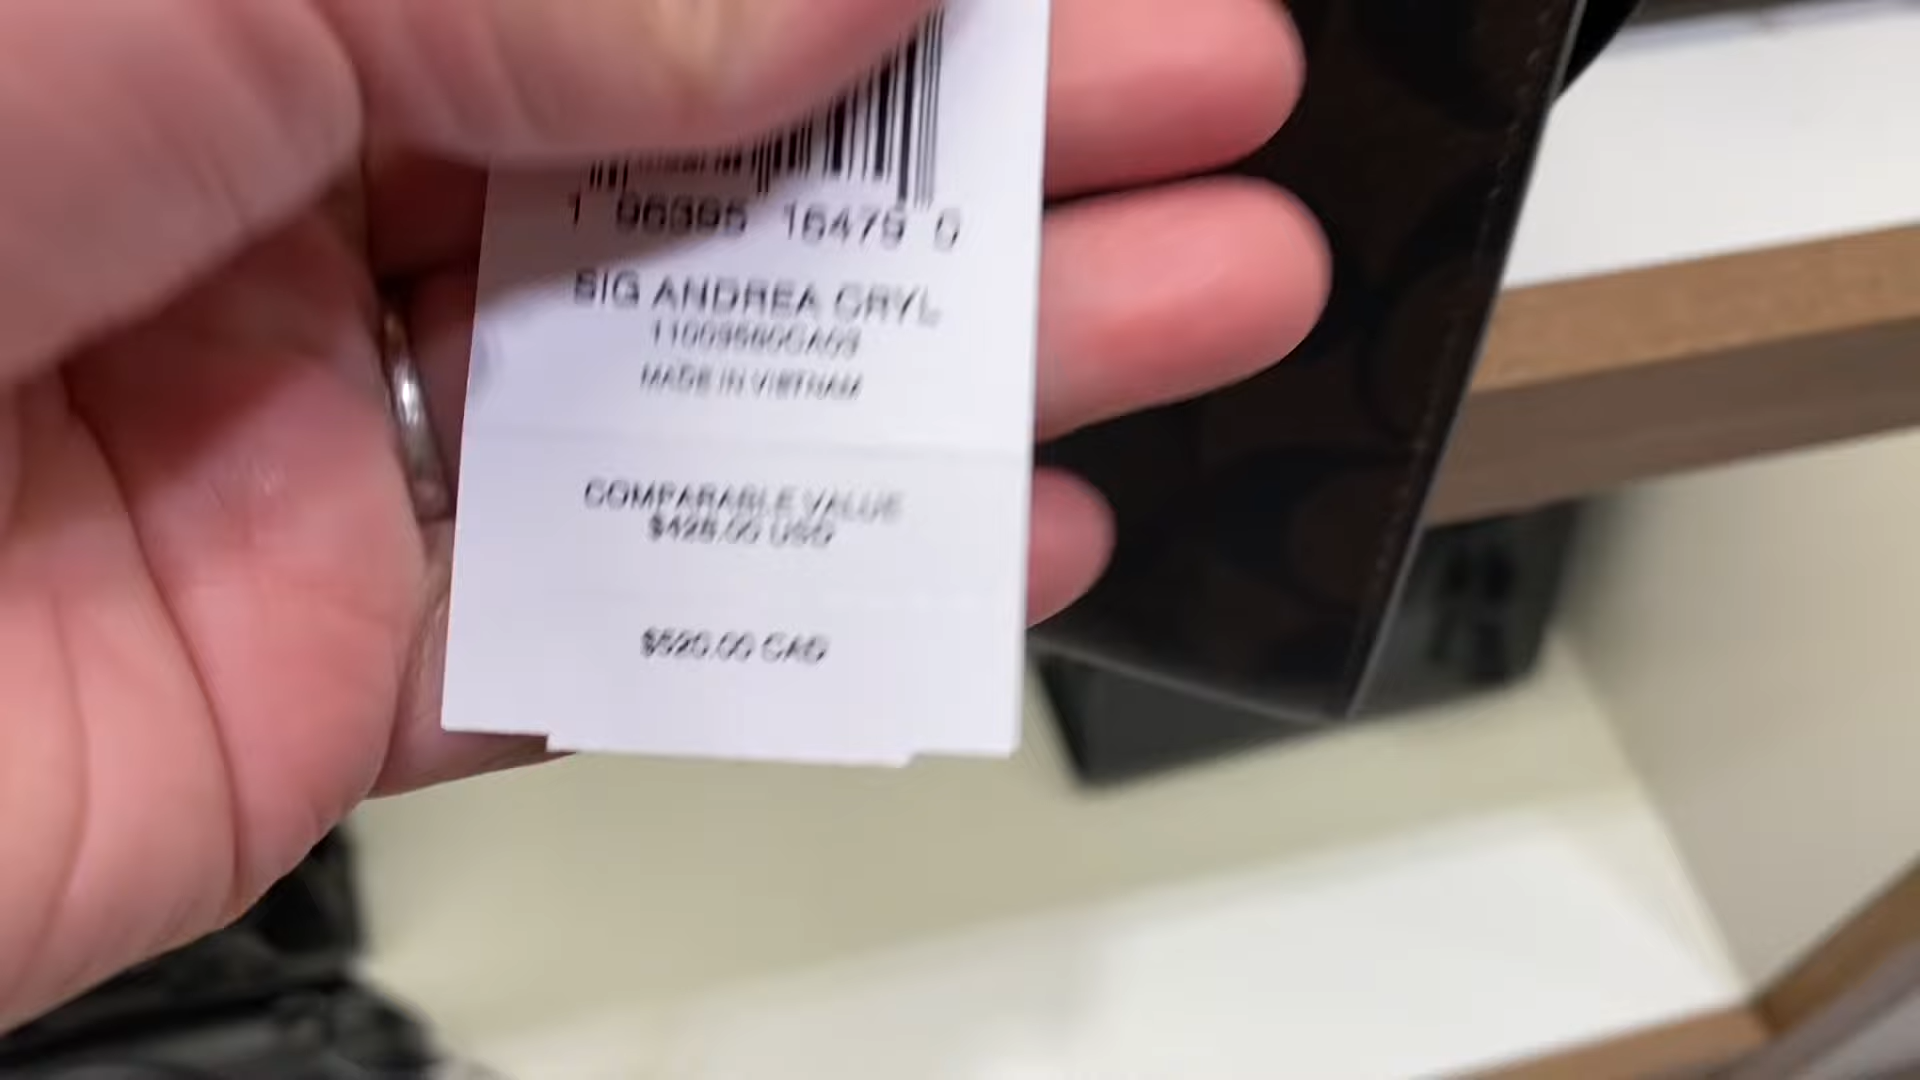 1 96395 16479 0
SIG ANDREA CRYL
MADE IN VIETNAM
COMPARABLE VALUE
$428.00 USD
$520.00 CAD